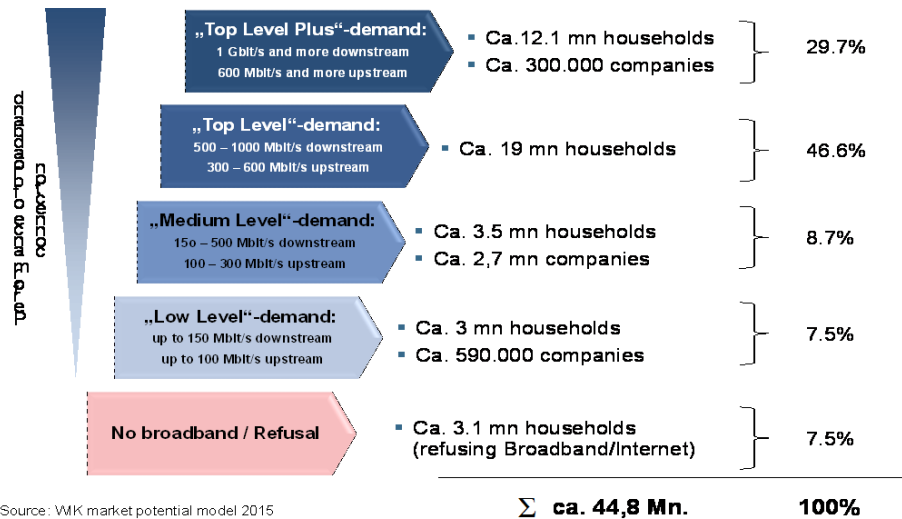 „Top Level Plus“-demand:
1 Gbit/s and more downstream
600 Mbit/s and more upstream
▪ Ca.12.1 mn households
▪ Ca. 300.000 companies
29.7%
„Top Level“-demand:
500 – 1000 Mbit/s downstream
300 – 600 Mbit/s upstream
▪ Ca. 19 mn households
46.6%
„Medium Level“-demand:
15o – 500 Mbit/s downstream
100 – 300 Mbit/s upstream
▪ Ca. 3.5 mn households
▪ Ca. 2,7 mn companies
8.7%
„Low Level“-demand:
up to 150 Mbit/s downstream
up to 100 Mbit/s upstream
▪ Ca. 3 mn households
▪ Ca. 590.000 companies
7.5%
No broadband / Refusal
▪ Ca. 3.1 mn households
(refusing Broadband/Internet)
7.5%
Σ ca. 44,8 Mn.
100%
Source: WIK market potential model 2015